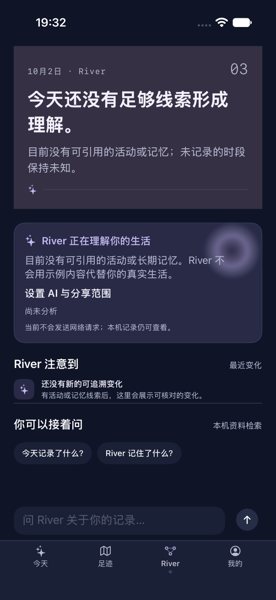 19:32
10月2日 · River
03
今天还没有足够线索形成
理解。
目前没有可引用的活动或记忆；未记录的时段
保持未知。
River 正在理解你的生活
目前没有可引用的活动或长期记忆。River 不
会用示例内容代替你的真实生活。
设置 AI 与分享范围
尚未分析
当前不会发送网络请求；本机记录仍可查看。
River 注意到
最近变化
还没有新的可追溯变化
有活动或记忆线索后，这里会展示可核对的变化。
你可以接着问
本机资料检索
今天记录了什么?
River 记住了什么?
问 River 关于你的记录...
今天
足迹
River
我的